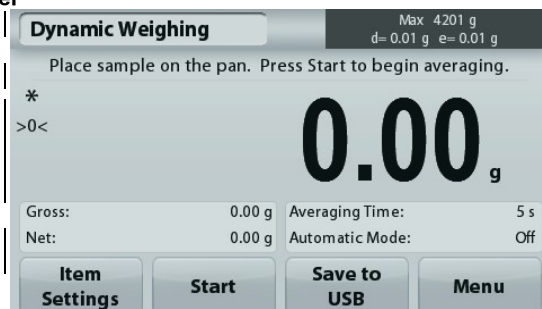 er
Dynamic Weighing
Max 4201 g
d= 0.01 g e= 0.01 g
Place sample on the pan. Press Start to begin averaging.
*
>0<
0.00 g
Gross: 0.00 g Averaging Time: 5 s
Net: 0.00 g Automatic Mode: Off
Item Settings
Start
Save to USB
Menu